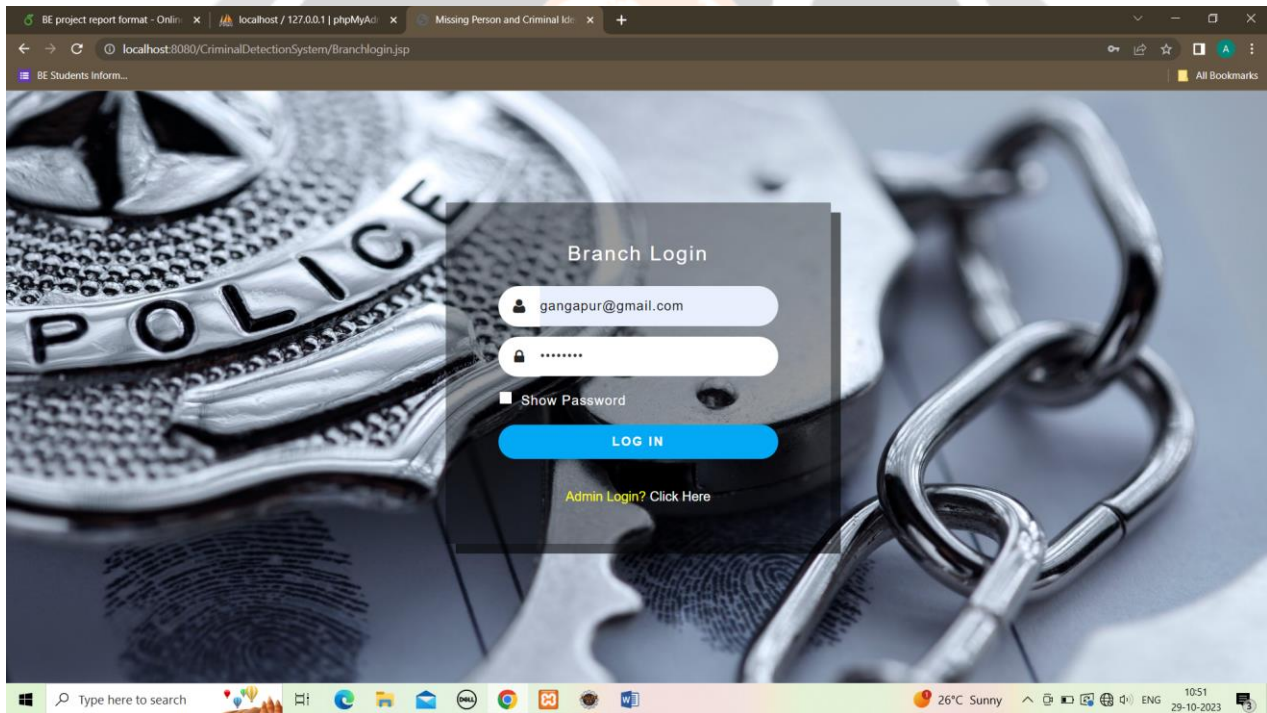 BE project report format - Onlin
localhost / 127.0.0.1 | phpMyAd
Missing Person and Criminal Ide
localhost:8080/CriminalDetectionSystem/Branchlogin.jsp
A
BE Students Inform...
All Bookmarks
POLICE
Branch Login
gangapur@gmail.com
••••••••
Show Password
LOG IN
Admin Login? Click Here
Type here to search
DELL
W
26°C Sunny
ENG
10:51
29-10-2023
3